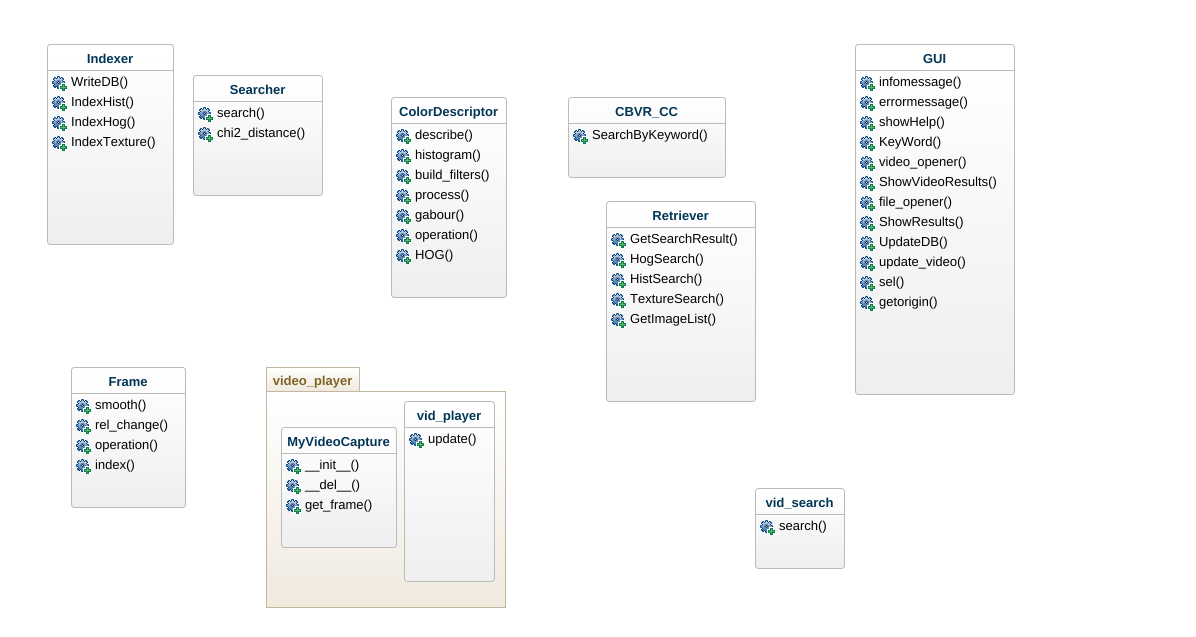 Indexer
WriteDB()
IndexHist()
IndexHog()
IndexTexture()
Searcher
search()
chi2_distance()
ColorDescriptor
describe()
histogram()
build_filters()
process()
gabour()
operation()
HOG()
CBVR_CC
SearchByKeyword()
Retriever
GetSearchResult()
HogSearch()
HistSearch()
TextureSearch()
GetImageList()
GUI
infomessage()
errormessage()
showHelp()
KeyWord()
video_opener()
ShowVideoResults()
file_opener()
ShowResults()
UpdateDB()
update_video()
sel()
getorigin()
Frame
smooth()
rel_change()
operation()
index()
video_player
MyVideoCapture
__init__()
__del__()
get_frame()
vid_player
update()
vid_search
search()